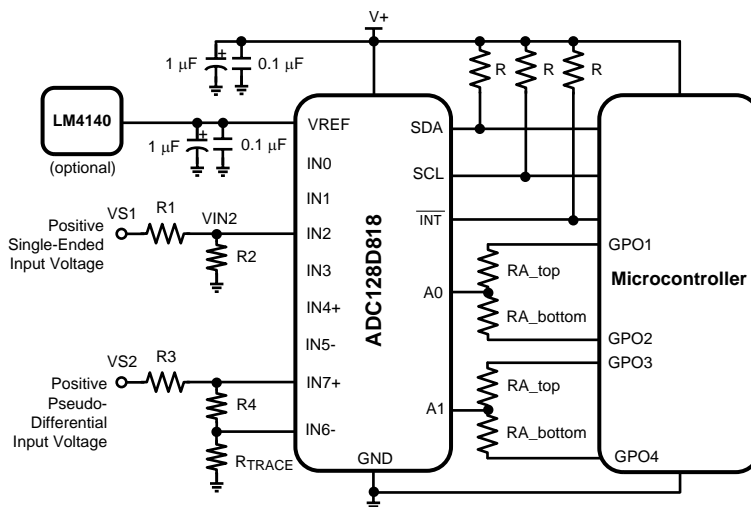 V+
1 μF
+
0.1 μF
R
R
R
LM4140
(optional)
1 μF
+
0.1 μF
VREF
IN0
IN1
IN2
IN3
IN4+
IN5-
IN7+
IN6-
GND
ADC128D818
SDA
SCL
INT
A0
A1
VS1
R1
VIN2
R2
Positive
Single-Ended
Input Voltage
VS2
R3
R4
RTRACE
Positive
Pseudo-
Differential
Input Voltage
GPO1
RA_top
RA_bottom
GPO2
GPO3
RA_top
RA_bottom
GPO4
Microcontroller